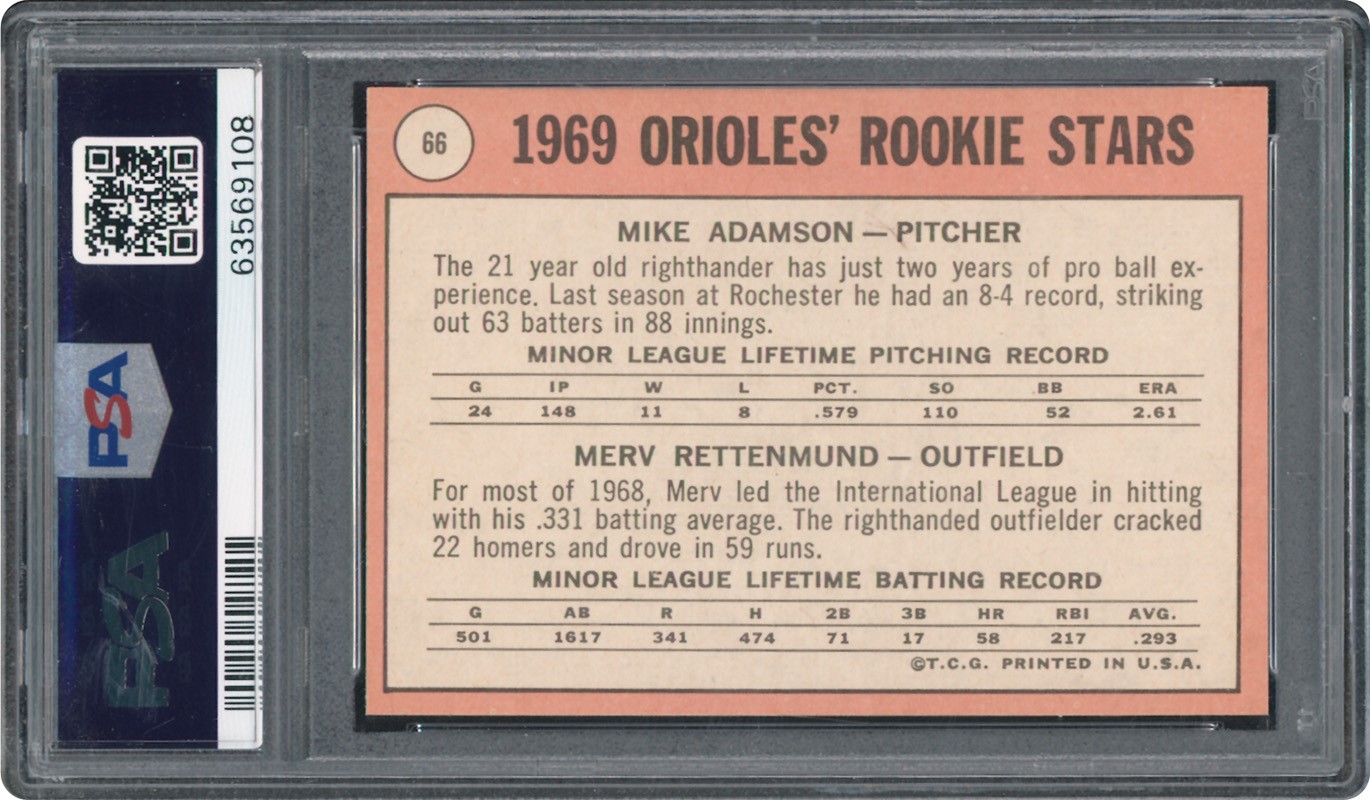 63569108
PSA
PSA
66
1969 ORIOLES' ROOKIE STARS
MIKE ADAMSON — PITCHER
The 21 year old righthander has just two years of pro ball ex-
perience. Last season at Rochester he had an 8-4 record, striking
out 63 batters in 88 innings.
MINOR LEAGUE LIFETIME PITCHING RECORD
G IP W L PCT. SO BB ERA
24 148 11 8 .579 110 52 2.61
MERV RETTENMUND — OUTFIELD
For most of 1968, Merv led the International League in hitting
with his .331 batting average. The righthanded outfielder cracked
22 homers and drove in 59 runs.
MINOR LEAGUE LIFETIME BATTING RECORD
G AB R H 2B 3B HR RBI AVG.
501 1617 341 474 71 17 58 217 .293
©T.C.G. PRINTED IN U.S.A.
PSA